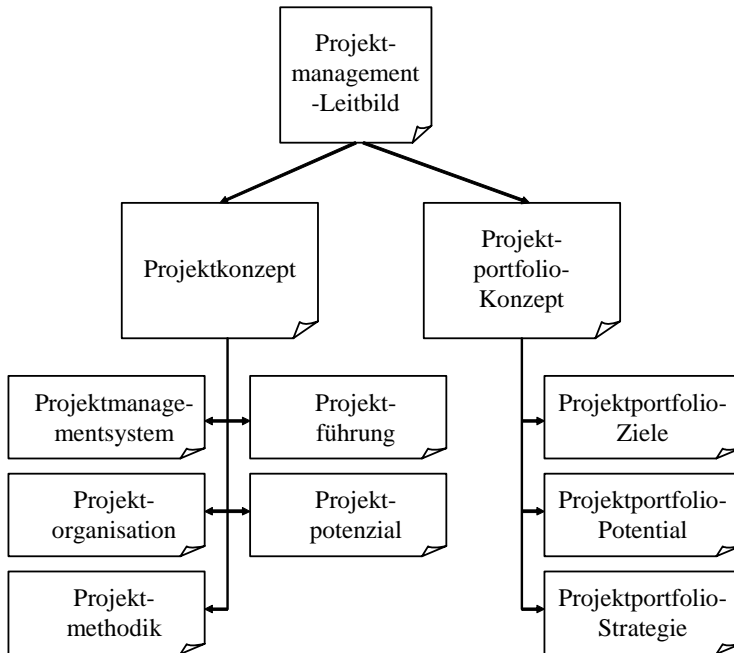 Projekt-
management
-Leitbild
Projektkonzept
Projekt-
portfolio-
Konzept
Projektmanage-
mentsystem
Projekt-
führung
Projektportfolio-
Ziele
Projekt-
organisation
Projekt-
potenzial
Projektportfolio-
Potential
Projekt-
methodik
Projektportfolio-
Strategie